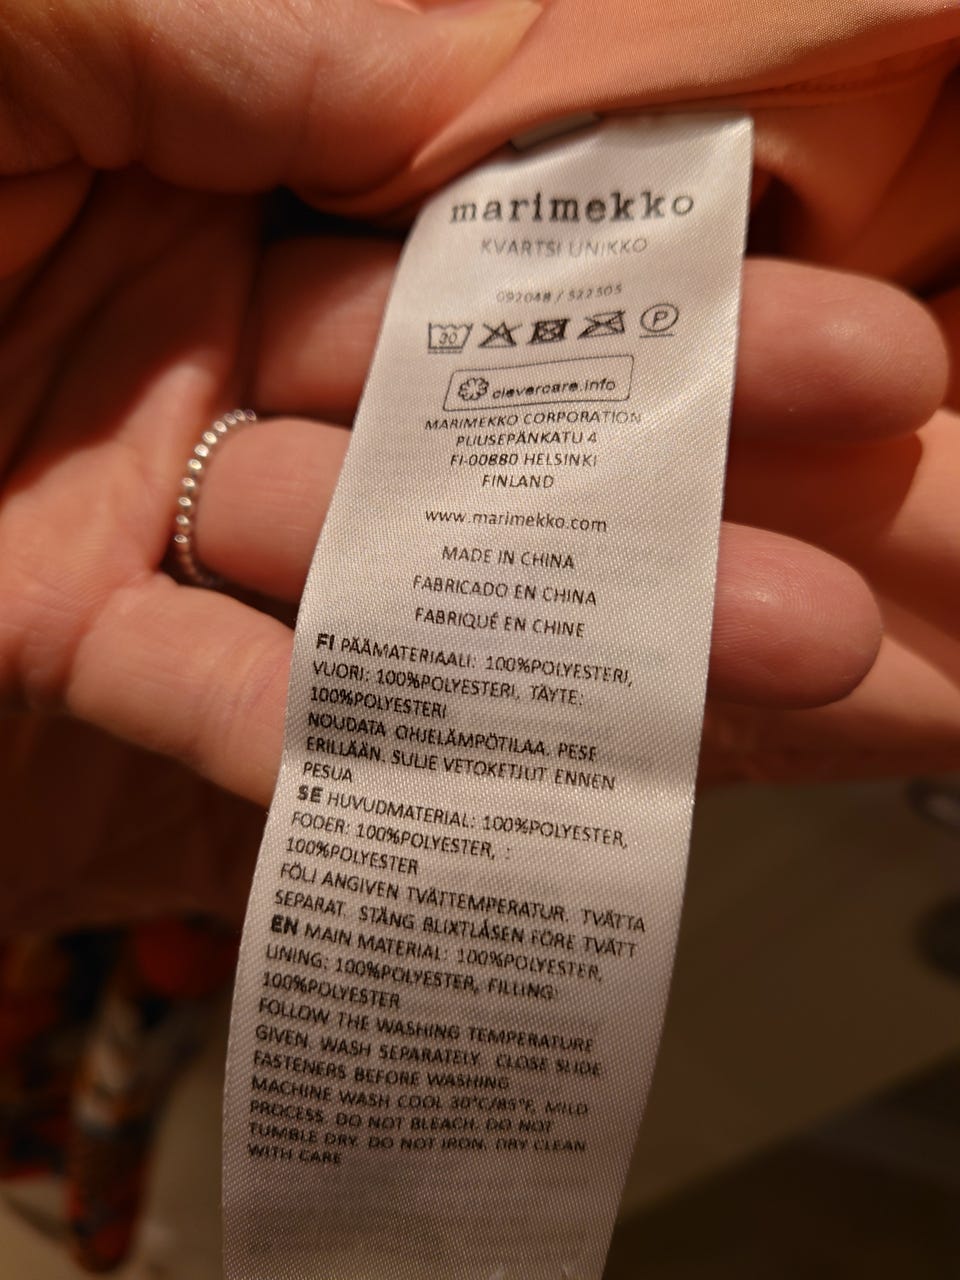 marimekko
KVARTSI UNIKKO
092048 / 522505
30
P
clevercare.info
MARIMEKKO CORPORATION
PUUSEPÄNKATU 4
FI-00880 HELSINKI
FINLAND
www.marimekko.com
MADE IN CHINA
FABRICADO EN CHINA
FABRIQUÉ EN CHINE
FI PÄÄMATERIAALI: 100%POLYESTERI,
VUORI: 100%POLYESTERI, TÄYTE:
100%POLYESTERI
NOUDATA OHJELÄMPÖTILAA. PESE
ERILLÄÄN. SULJE VETOKETJUT ENNEN
PESUA
SE HUVUDMATERIAL: 100%POLYESTER,
FODER: 100%POLYESTER, :
100%POLYESTER
FÖLJ ANGIVEN TVÄTTEMPERATUR. TVÄTTA
SEPARAT. STÄNG BLIXTLÅSEN FÖRE TVÄTT
EN MAIN MATERIAL: 100%POLYESTER,
LINING: 100%POLYESTER, FILLING:
100%POLYESTER
FOLLOW THE WASHING TEMPERATURE
GIVEN. WASH SEPARATELY. CLOSE SLIDE
FASTENERS BEFORE WASHING
MACHINE WASH COOL 30°C/85°F, MILD
PROCESS. DO NOT BLEACH. DO NOT
TUMBLE DRY. DO NOT IRON. DRY CLEAN
WITH CARE